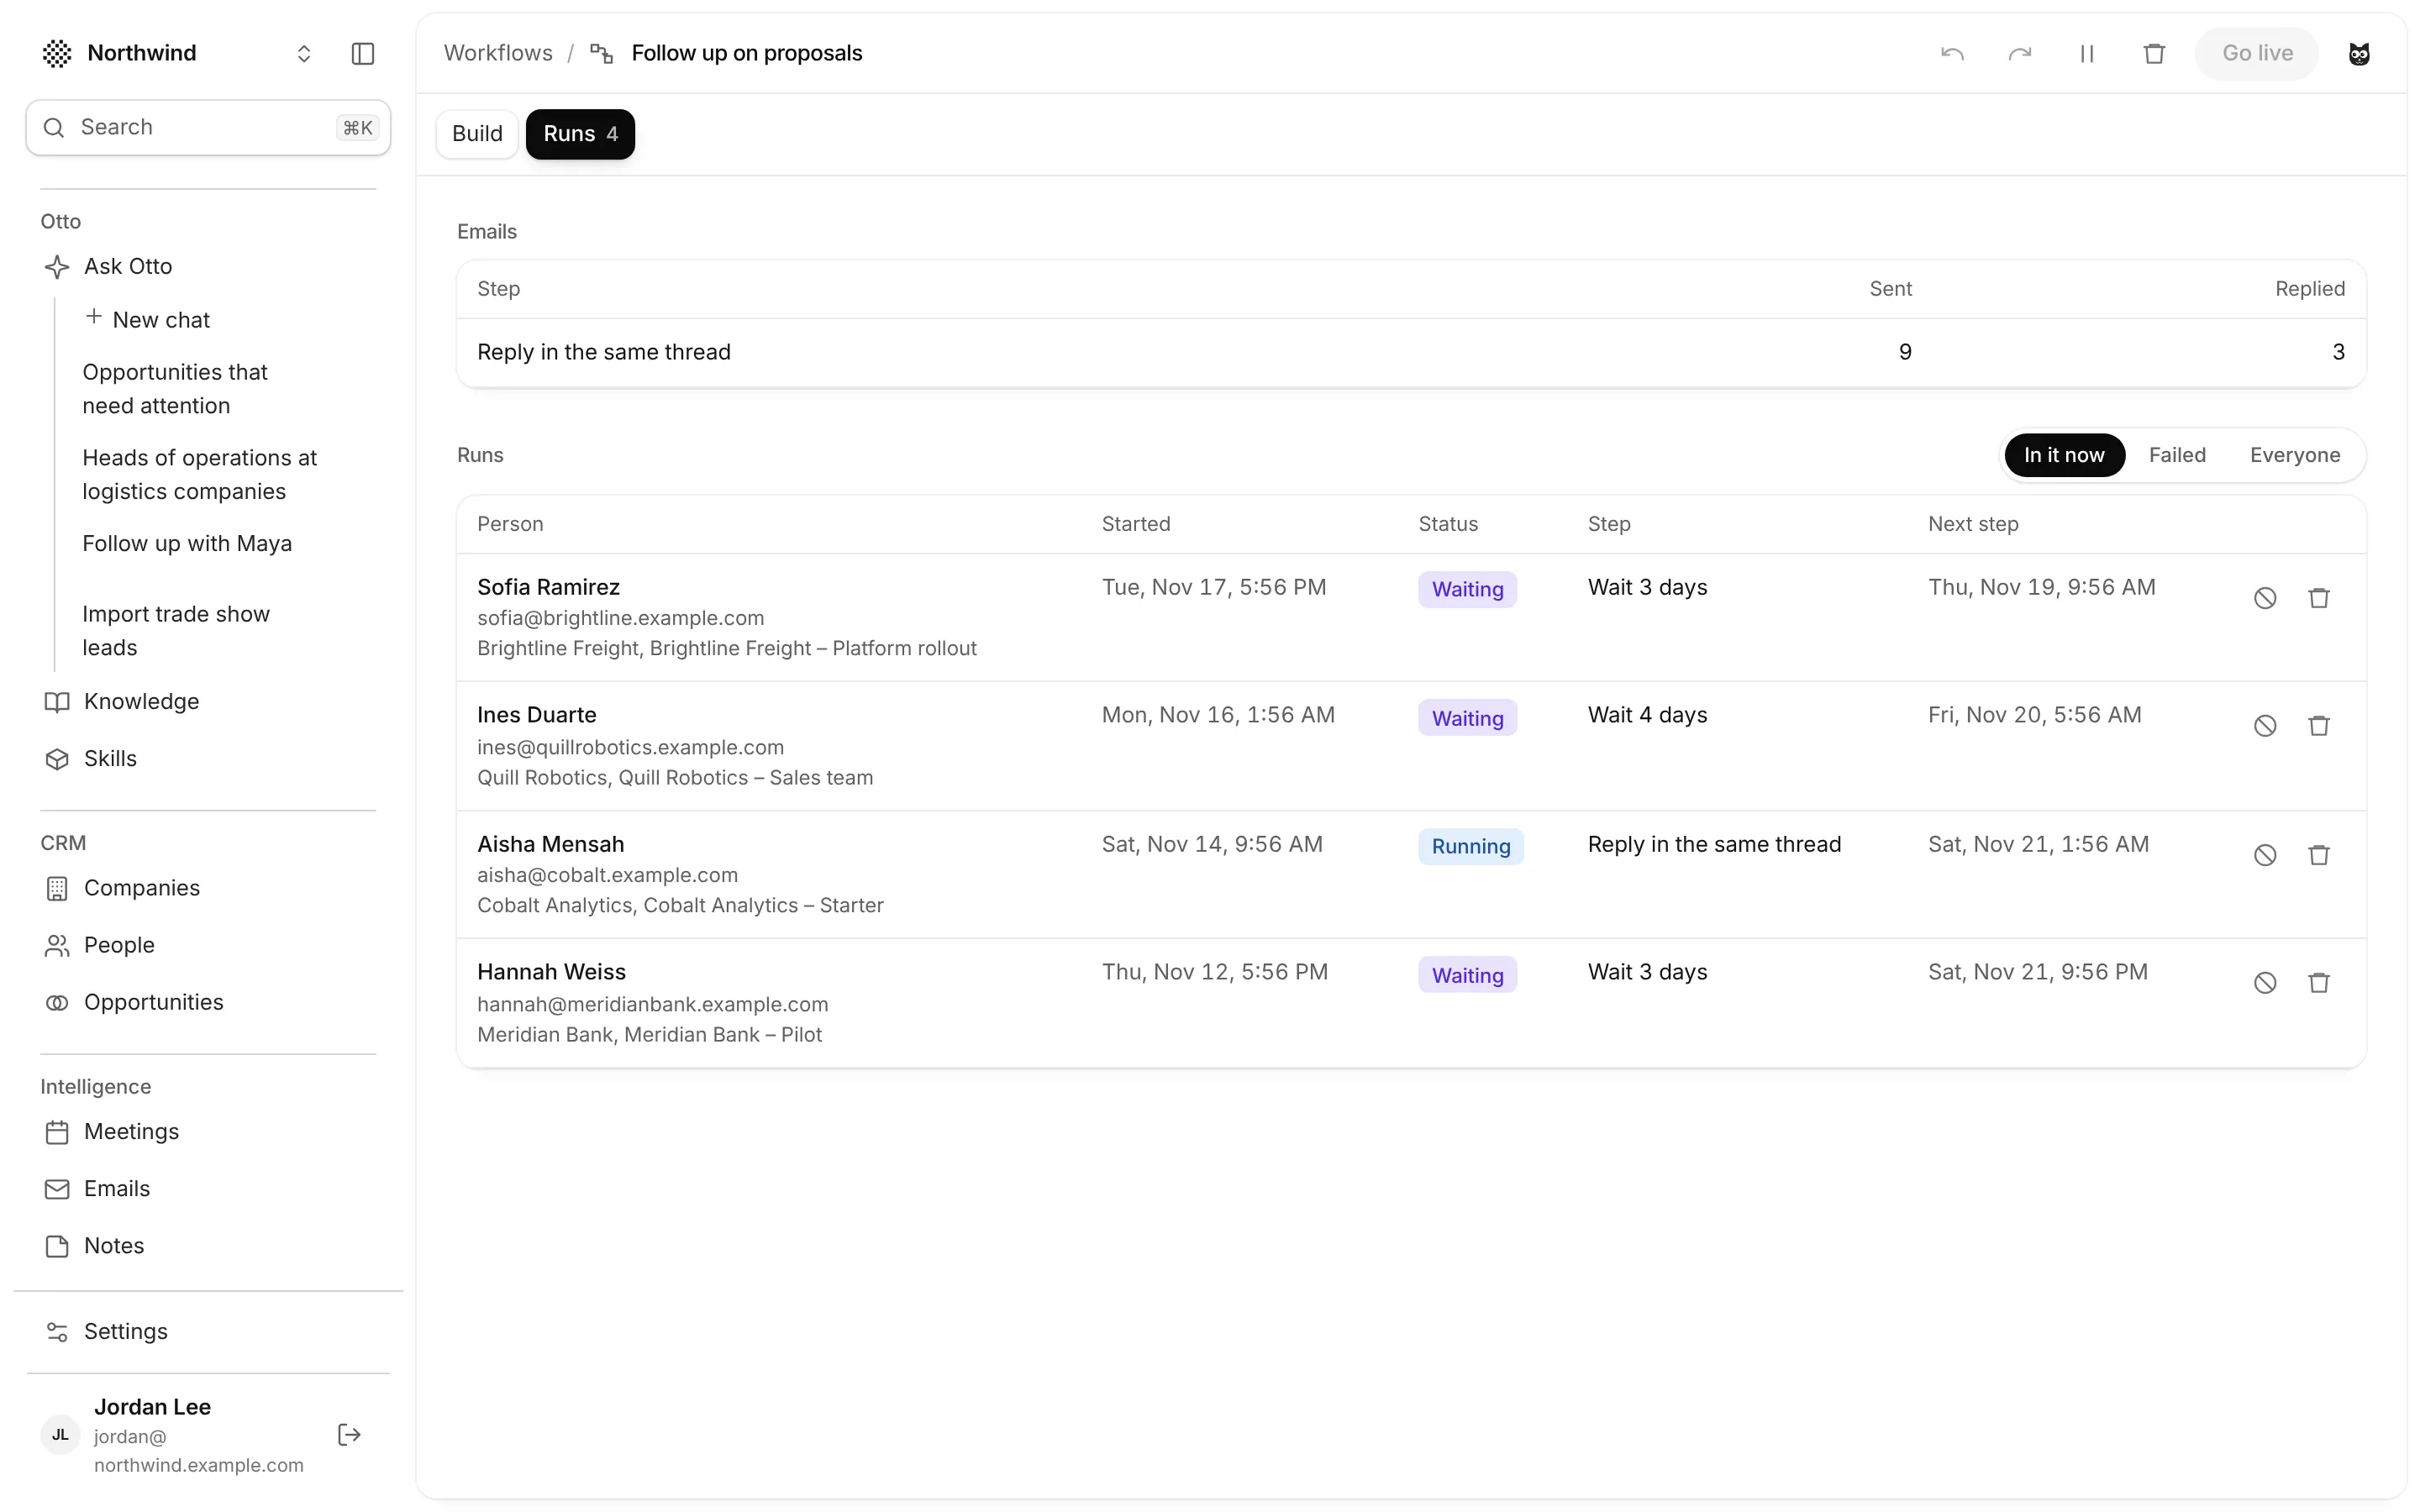 Northwind
Search ⌘K
Otto
Ask Otto
New chat
Opportunities that
need attention
Heads of operations at
logistics companies
Follow up with Maya
Import trade show
leads
Knowledge
Skills
CRM
Companies
People
Opportunities
Intelligence
Meetings
Emails
Notes
Settings
JL
Jordan Lee
jordan@
northwind.example.com
Workflows / Follow up on proposals
Go live
Build
Runs 4
Emails
Step Sent Replied
Reply in the same thread 9 3
Runs
In it now Failed Everyone
Person Started Status Step Next step
Sofia Ramirez Tue, Nov 17, 5:56 PM Waiting Wait 3 days Thu, Nov 19, 9:56 AM
sofia@brightline.example.com
Brightline Freight, Brightline Freight – Platform rollout
Ines Duarte Mon, Nov 16, 1:56 AM Waiting Wait 4 days Fri, Nov 20, 5:56 AM
ines@quillrobotics.example.com
Quill Robotics, Quill Robotics – Sales team
Aisha Mensah Sat, Nov 14, 9:56 AM Running Reply in the same thread Sat, Nov 21, 1:56 AM
aisha@cobalt.example.com
Cobalt Analytics, Cobalt Analytics – Starter
Hannah Weiss Thu, Nov 12, 5:56 PM Waiting Wait 3 days Sat, Nov 21, 9:56 PM
hannah@meridianbank.example.com
Meridian Bank, Meridian Bank – Pilot